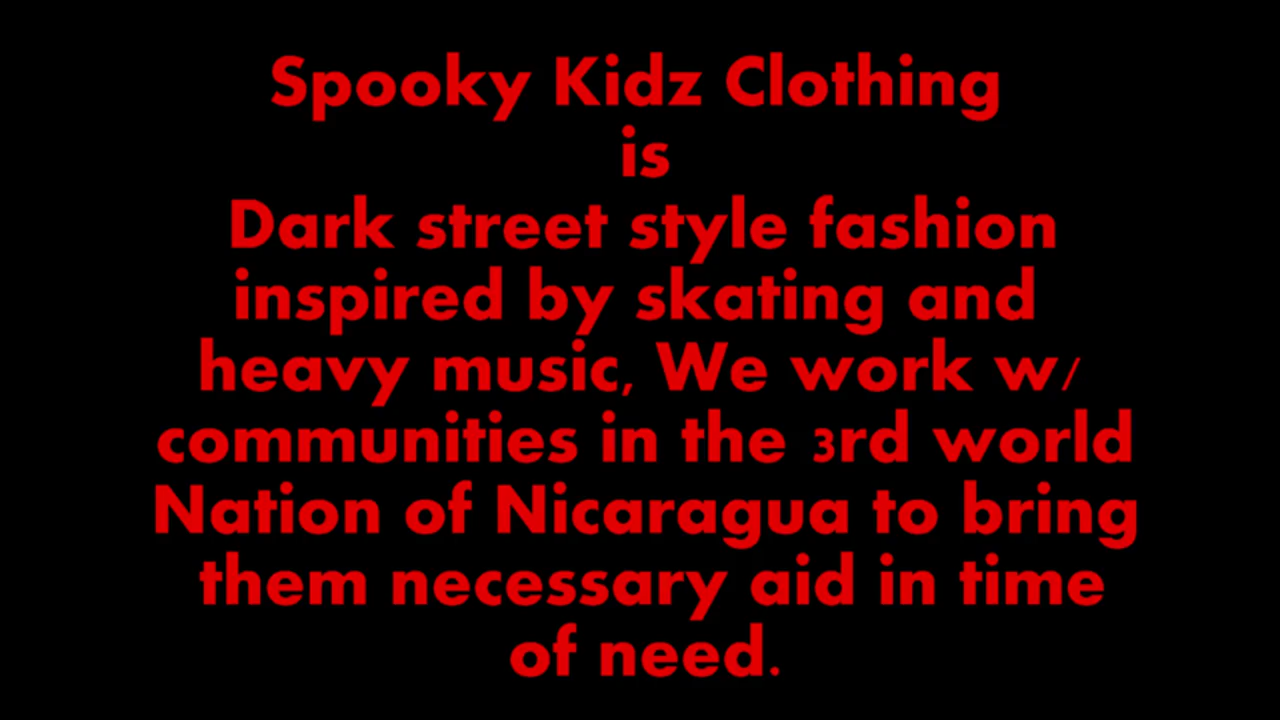 Spooky Kidz Clothing
is
Dark street style fashion
inspired by skating and
heavy music, We work w/
communities in the 3rd world
Nation of Nicaragua to bring
them necessary aid in time
of need.